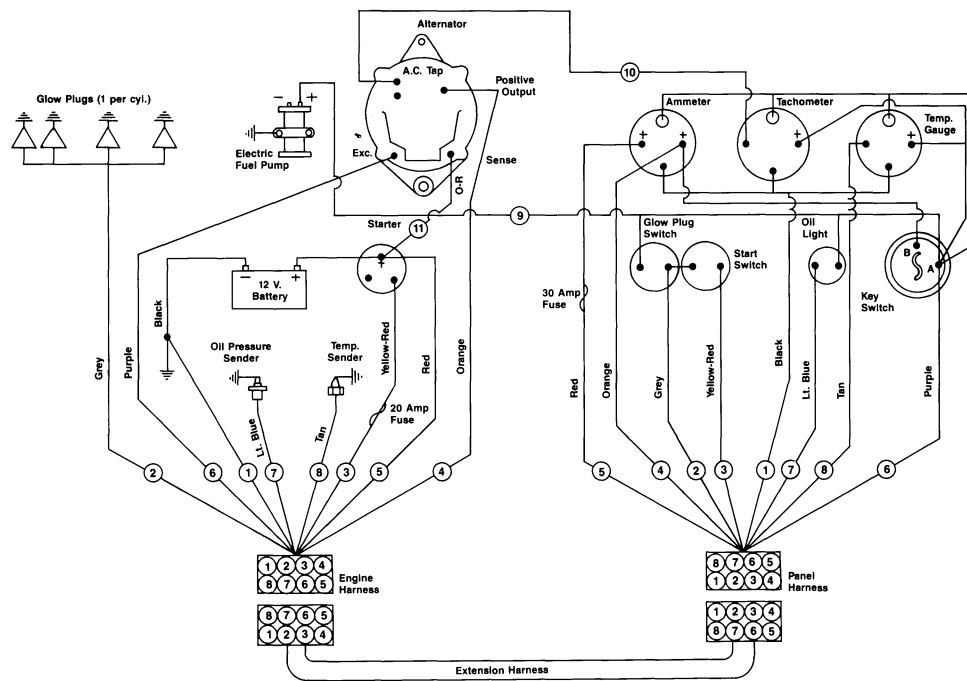 Alternator
A.C. Tap
Positive
Output
10
Glow Plugs (1 per cyl.)
- +
Electric
Fuel Pump
Exc.
Sense
O-R
Ammeter
Tachometer
Temp.
Gauge
+ +
+
+
9
11
Starter
+
- +
12 V.
Battery
Glow Plug
Switch
Start
Switch
Oil
Light
B
A
Key
Switch
30 Amp
Fuse
Black
Oil Pressure
Sender
Temp.
Sender
20 Amp
Fuse
Grey
Purple
Lt. Blue
Tan
Yellow-Red
Red
Orange
Red
Orange
Grey
Yellow-Red
Black
Lt. Blue
Tan
Purple
2 6 1 7 8 3 5 4
5 4 2 3 1 7 8 6
1 2 3 4
8 7 6 5
Engine
Harness
8 7 6 5
1 2 3 4
8 7 6 5
1 2 3 4
Panel
Harness
1 2 3 4
8 7 6 5
Extension Harness